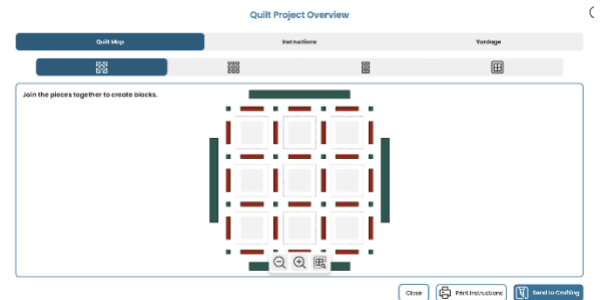 Quilt Project Overview
Quilt Map
Instructions
Yardage
Join the pieces together to create blocks.
Close
Print Instructions
Send to Crafting